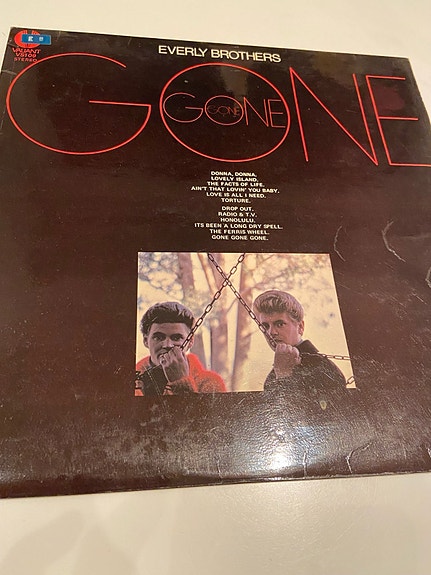 VALIANT
VS109
STEREO
EVERLY BROTHERS
GONE
GONE
GONE
DONNA, DONNA.
LOVELY ISLAND.
THE FACTS OF LIFE.
AIN'T THAT LOVIN' YOU BABY.
LOVE IS ALL I NEED.
TORTURE.
DROP OUT.
RADIO & T.V.
HONOLULU.
ITS BEEN A LONG DRY SPELL.
THE FERRIS WHEEL.
GONE GONE GONE.